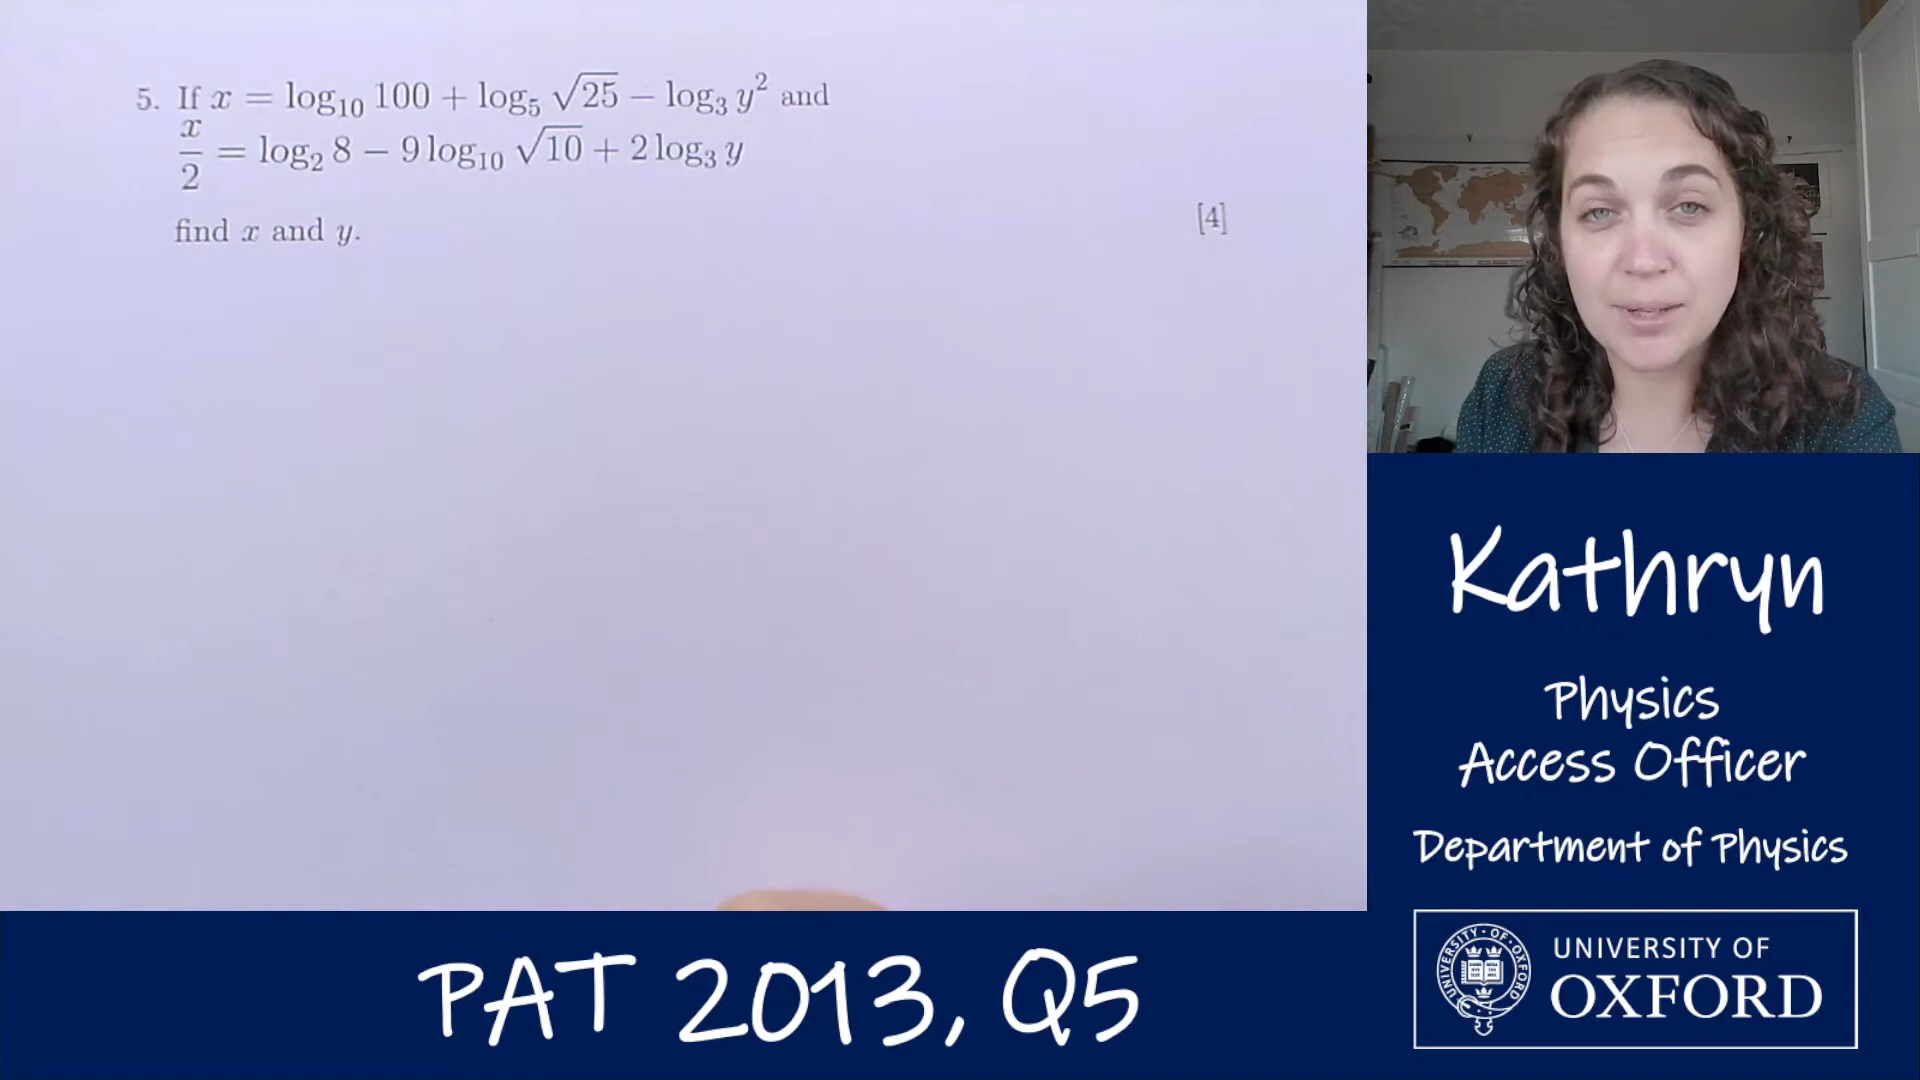 5. If x = log₁₀ 100 + log₅ √25 − log₃ y² and
x/2 = log₂ 8 − 9 log₁₀ √10 + 2 log₃ y
find x and y.
[4]
Kathryn
Physics
Access Officer
Department of Physics
PAT 2013, Q5
UNIVERSITY OF
OXFORD